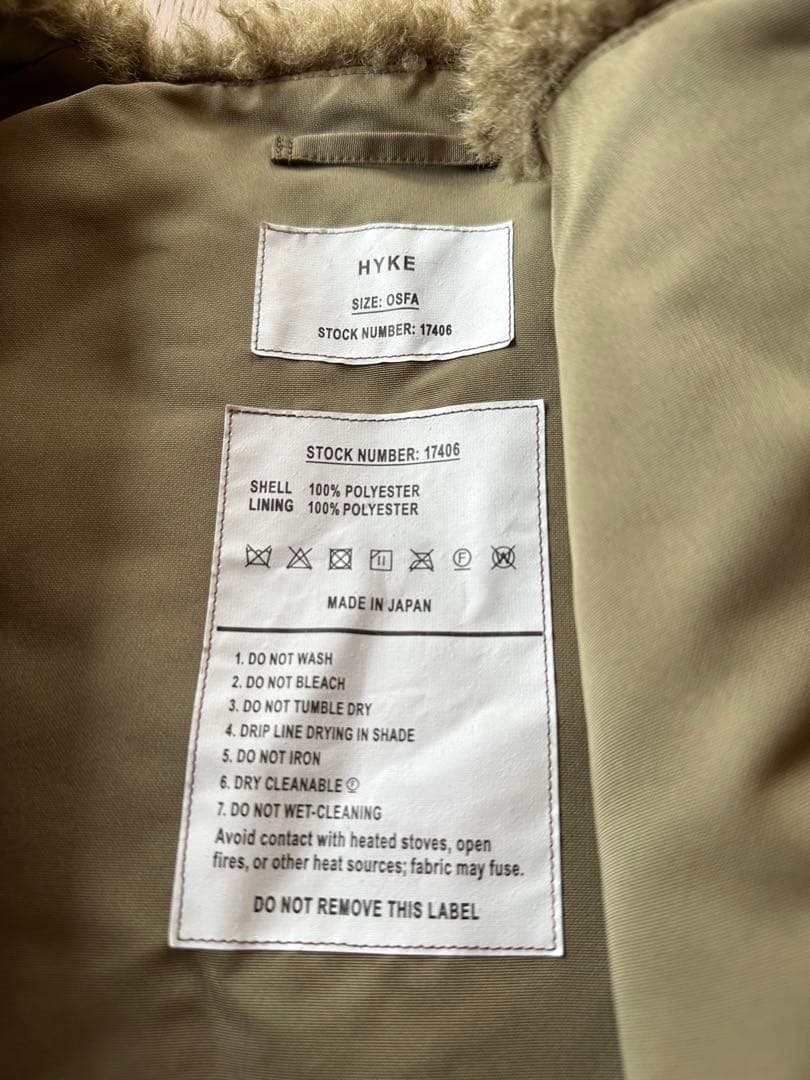 HYKE
SIZE: OSFA
STOCK NUMBER: 17406
STOCK NUMBER: 17406
SHELL 100% POLYESTER
LINING 100% POLYESTER
F W
MADE IN JAPAN
1. DO NOT WASH
2. DO NOT BLEACH
3. DO NOT TUMBLE DRY
4. DRIP LINE DRYING IN SHADE
5. DO NOT IRON
6. DRY CLEANABLE Ⓕ
7. DO NOT WET-CLEANING
Avoid contact with heated stoves, open
fires, or other heat sources; fabric may fuse.
DO NOT REMOVE THIS LABEL